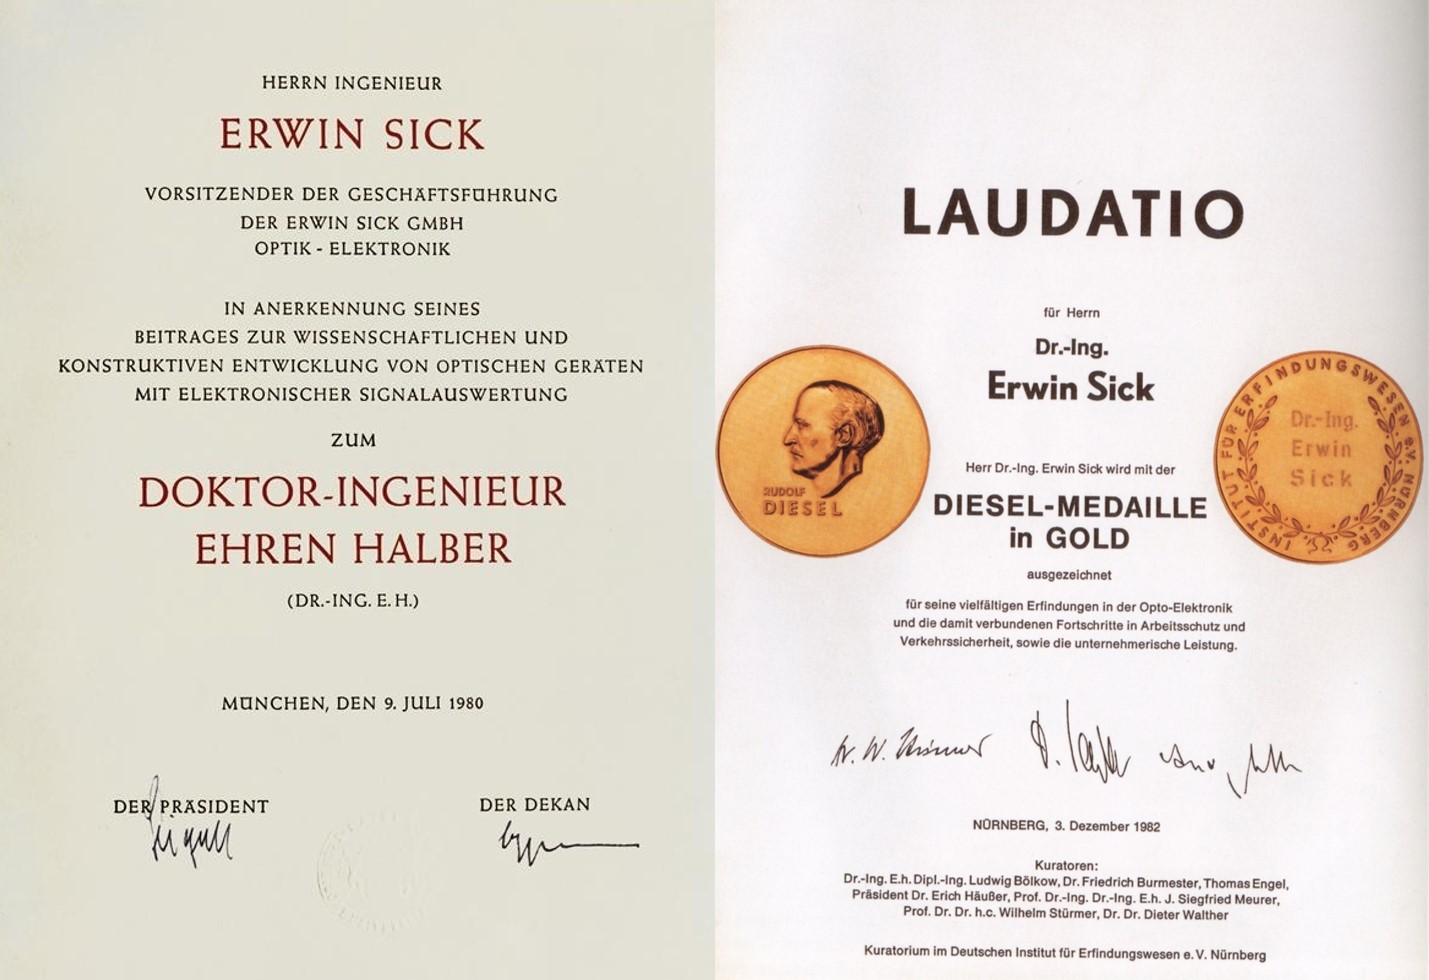 HERRN INGENIEUR
ERWIN SICK
VORSITZENDER DER GESCHÄFTSFÜHRUNG
DER ERWIN SICK GMBH
OPTIK - ELEKTRONIK
IN ANERKENNUNG SEINES
BEITRAGES ZUR WISSENSCHAFTLICHEN UND
KONSTRUKTIVEN ENTWICKLUNG VON OPTISCHEN GERÄTEN
MIT ELEKTRONISCHER SIGNALAUSWERTUNG
ZUM
DOKTOR-INGENIEUR
EHREN HALBER
(DR.-ING. E. H.)
MÜNCHEN, DEN 9. JULI 1980
DER PRÄSIDENT
DER DEKAN
LAUDATIO
für Herrn
Dr.-Ing.
Erwin Sick
RUDOLF
DIESEL
INSTITUT FÜR ERFINDUNGSWESEN e.V. NÜRNBERG
Dr.-Ing.
Erwin
Sick
Herr Dr.-Ing. Erwin Sick wird mit der
DIESEL-MEDAILLE
in GOLD
ausgezeichnet
für seine vielfältigen Erfindungen in der Opto-Elektronik
und die damit verbundenen Fortschritte in Arbeitsschutz und
Verkehrssicherheit, sowie die unternehmerische Leistung.
NÜRNBERG, 3. Dezember 1982
Kuratoren:
Dr.-Ing. E.h. Dipl.-Ing. Ludwig Bölkow, Dr. Friedrich Burmester, Thomas Engel,
Präsident Dr. Erich Häußer, Prof. Dr.-Ing. Dr.-Ing. E.h. J. Siegfried Meurer,
Prof. Dr. Dr. h.c. Wilhelm Stürmer, Dr. Dr. Dieter Walther
Kuratorium im Deutschen Institut für Erfindungswesen e. V. Nürnberg